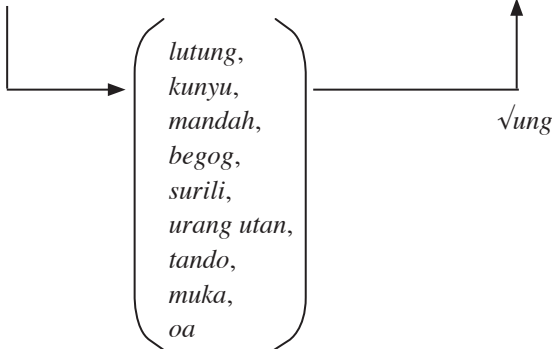 lutung,
kunyu,
mandah,
begog,
surili,
urang utan,
tando,
muka,
oa
√ung